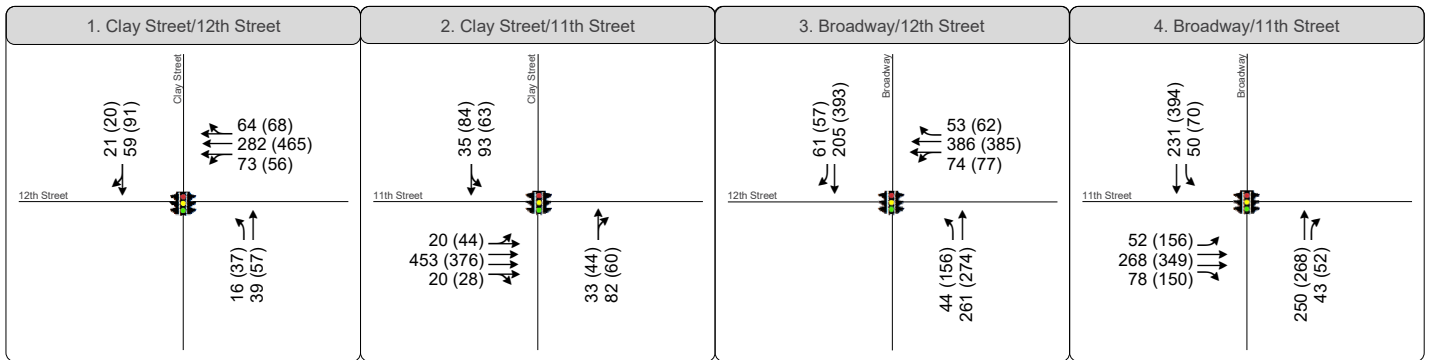 1. Clay Street/12th Street
Clay Street
21 (20)
59 (91)
64 (68)
282 (465)
73 (56)
12th Street
16 (37)
39 (57)
2. Clay Street/11th Street
Clay Street
35 (84)
93 (63)
11th Street
20 (44)
453 (376)
20 (28)
33 (44)
82 (60)
3. Broadway/12th Street
Broadway
61 (57)
205 (393)
53 (62)
386 (385)
74 (77)
12th Street
44 (156)
261 (274)
4. Broadway/11th Street
Broadway
231 (394)
50 (70)
11th Street
52 (156)
268 (349)
78 (150)
250 (268)
43 (52)